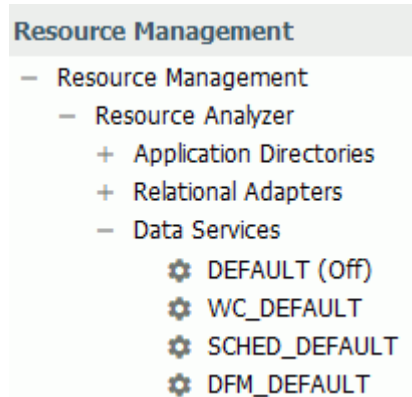 Resource Management
Resource Management
Resource Analyzer
Application Directories
Relational Adapters
Data Services
DEFAULT (Off)
WC_DEFAULT
SCHED_DEFAULT
DFM_DEFAULT